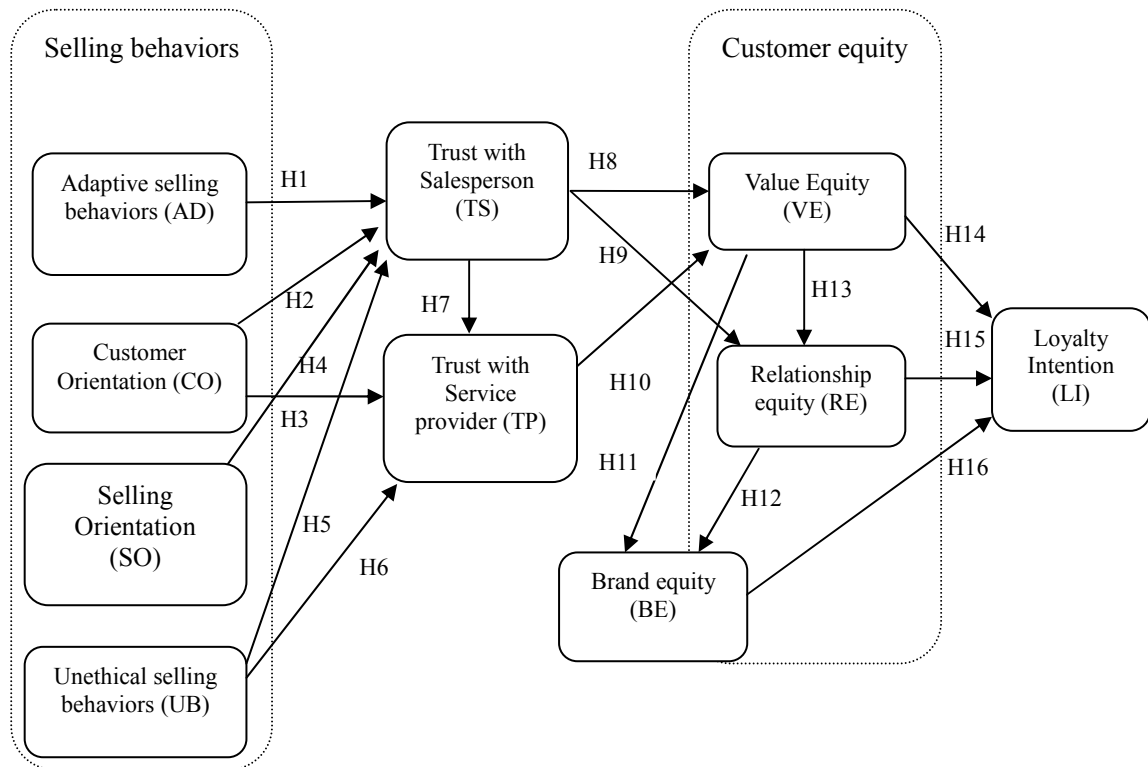 Selling behaviors
Customer equity
Adaptive selling
behaviors (AD)
H1
Trust with
Salesperson
(TS)
H8
Value Equity
(VE)
H14
H9
H2
H7
H13
Customer
Orientation (CO)
H4
H3
Trust with
Service
provider (TP)
H10
Relationship
equity (RE)
H15
Loyalty
Intention
(LI)
Selling
Orientation
(SO)
H11
H12
H16
H5
H6
Brand equity
(BE)
Unethical selling
behaviors (UB)